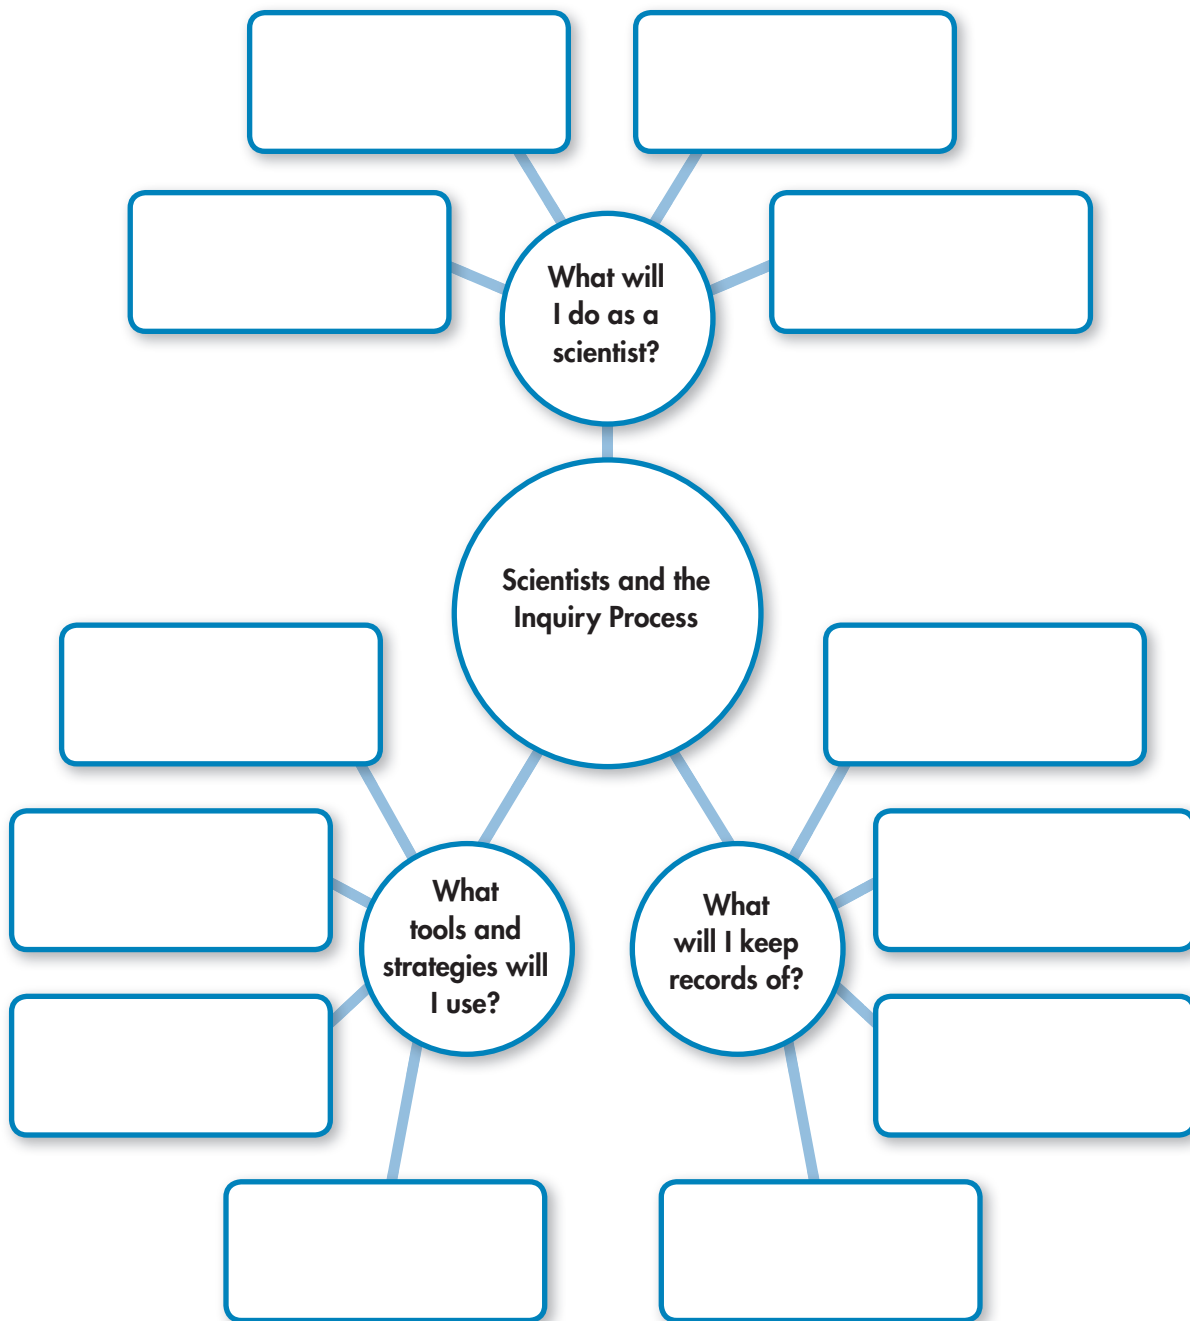 What will
I do as a
scientist?
Scientists and the
Inquiry Process
What
tools and
strategies will
I use?
What
will I keep
records of?